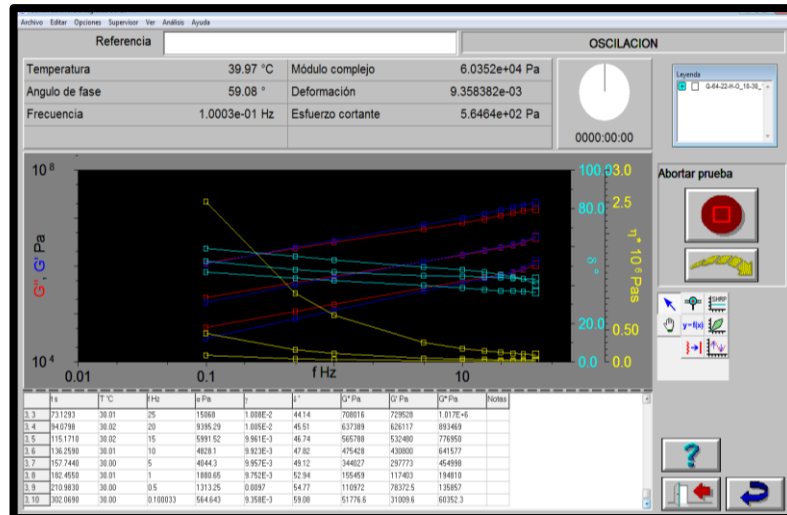 Archivo Editar Opciones Supervisor Ver Análisis Ayuda
Referencia
OSCILACION
Temperatura 39.97 °C Módulo complejo 6.0352e+04 Pa
Angulo de fase 59.08 ° Deformación 9.358382e-03
Frecuencia 1.0003e-01 Hz Esfuerzo cortante 5.6464e+02 Pa
0000:00:00
Leyende
G-64-22-H-O_10-30_
Abortar prueba
10^8
G'', G' Pa
10^4
0.01 0.1 10
f Hz
100.0
80.0
δ °
20.0
0.0
3.0
2.5
η* 10^6 Pas
0.50
0.0
SHRP
y=f(x)
t s T °C f Hz σ Pa γ δ ° G'' Pa G' Pa G* Pa Notas
3, 3 73.1293 30.01 25 15068 1.008E-2 44.14 708016 729528 1.017E+6
3, 4 94.0798 30.02 20 9395.29 1.005E-2 45.51 637389 626117 893469
3, 5 115.1710 30.02 15 5991.52 9.961E-3 46.74 565788 532480 776950
3, 6 136.2590 30.01 10 4828.1 9.923E-3 47.82 475428 430800 641577
3, 7 157.7440 30.00 5 4044.3 9.957E-3 49.12 344027 297773 454998
3, 8 182.4550 30.01 1 1880.65 9.752E-3 52.94 155459 117403 194810
3, 9 210.9830 30.00 0.5 1313.25 0.0097 54.77 110972 78372.5 135857
3, 10 302.0690 30.00 0.100033 564.643 9.358E-3 59.08 51776.6 31009.6 60352.3
?